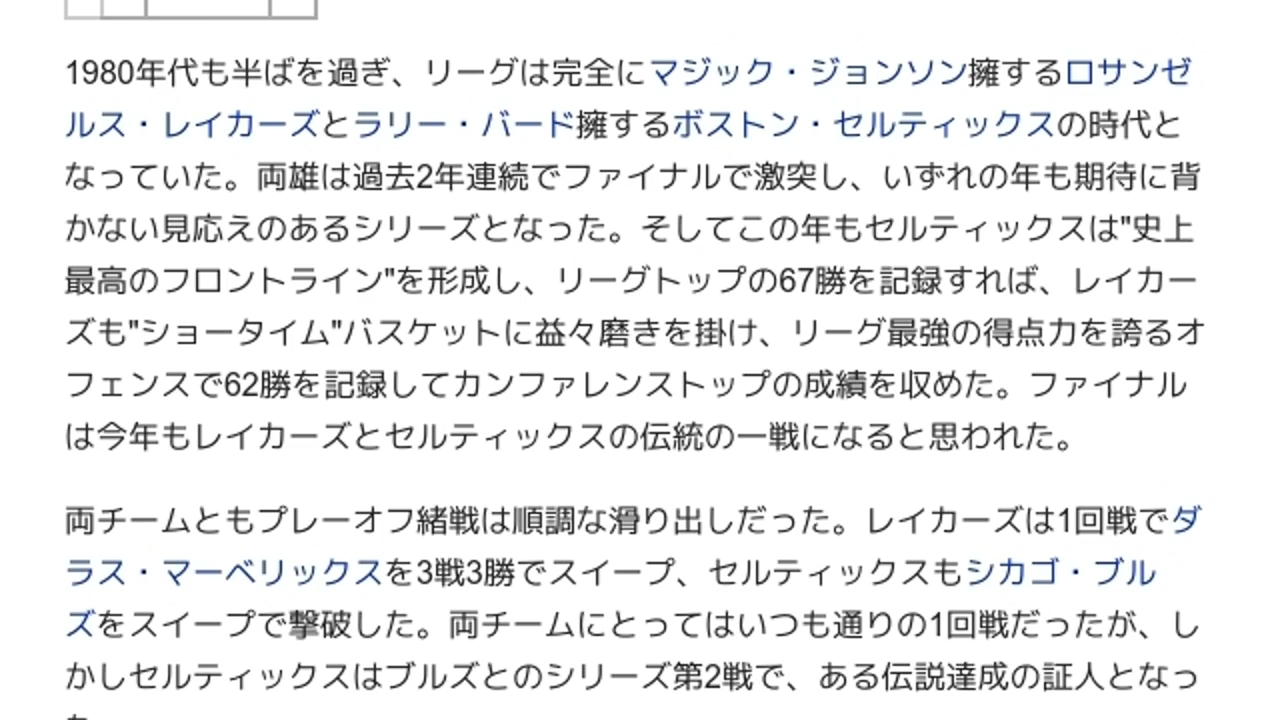 1980年代も半ばを過ぎ、リーグは完全にマジック・ジョンソン擁するロサンゼ
ルス・レイカーズとラリー・バード擁するボストン・セルティックスの時代と
なっていた。両雄は過去2年連続でファイナルで激突し、いずれの年も期待に背
かない見応えのあるシリーズとなった。そしてこの年もセルティックスは"史上
最高のフロントライン"を形成し、リーグトップの67勝を記録すれば、レイカー
ズも"ショータイム"バスケットに益々磨きを掛け、リーグ最強の得点力を誇るオ
フェンスで62勝を記録してカンファレンストップの成績を収めた。ファイナル
は今年もレイカーズとセルティックスの伝統の一戦になると思われた。
両チームともプレーオフ緒戦は順調な滑り出しだった。レイカーズは1回戦でダ
ラス・マーベリックスを3戦3勝でスイープ、セルティックスもシカゴ・ブル
ズをスイープで撃破した。両チームにとってはいつも通りの1回戦だったが、し
かしセルティックスはブルズとのシリーズ第2戦で、ある伝説達成の証人となっ